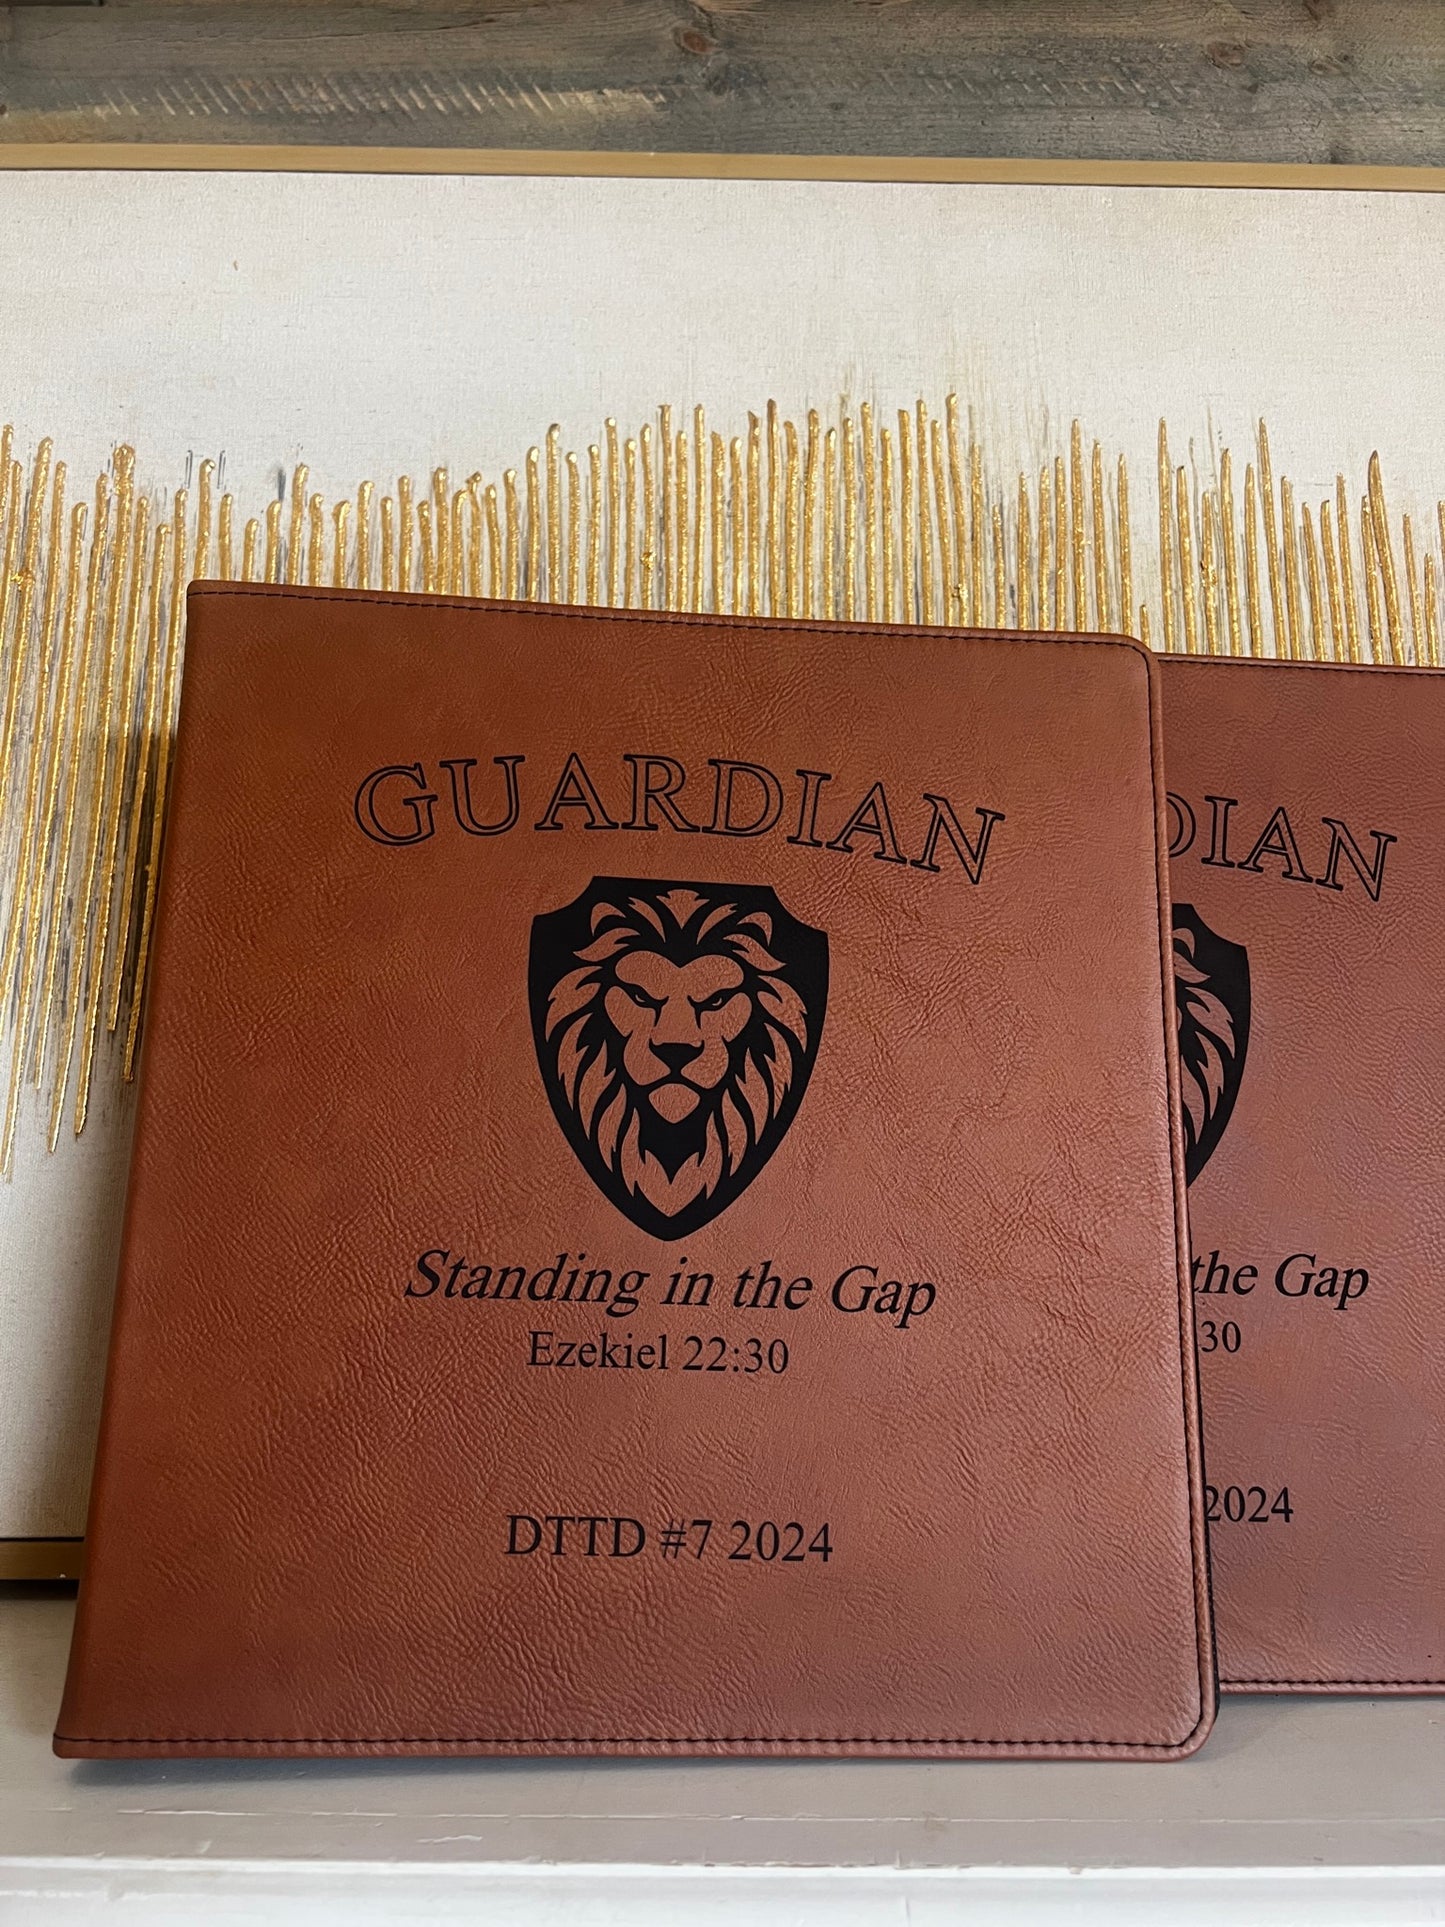 GUARDIAN
Standing in the Gap
Ezekiel 22:30
DTTD #7 2024
DIAN
the Gap
30
2024